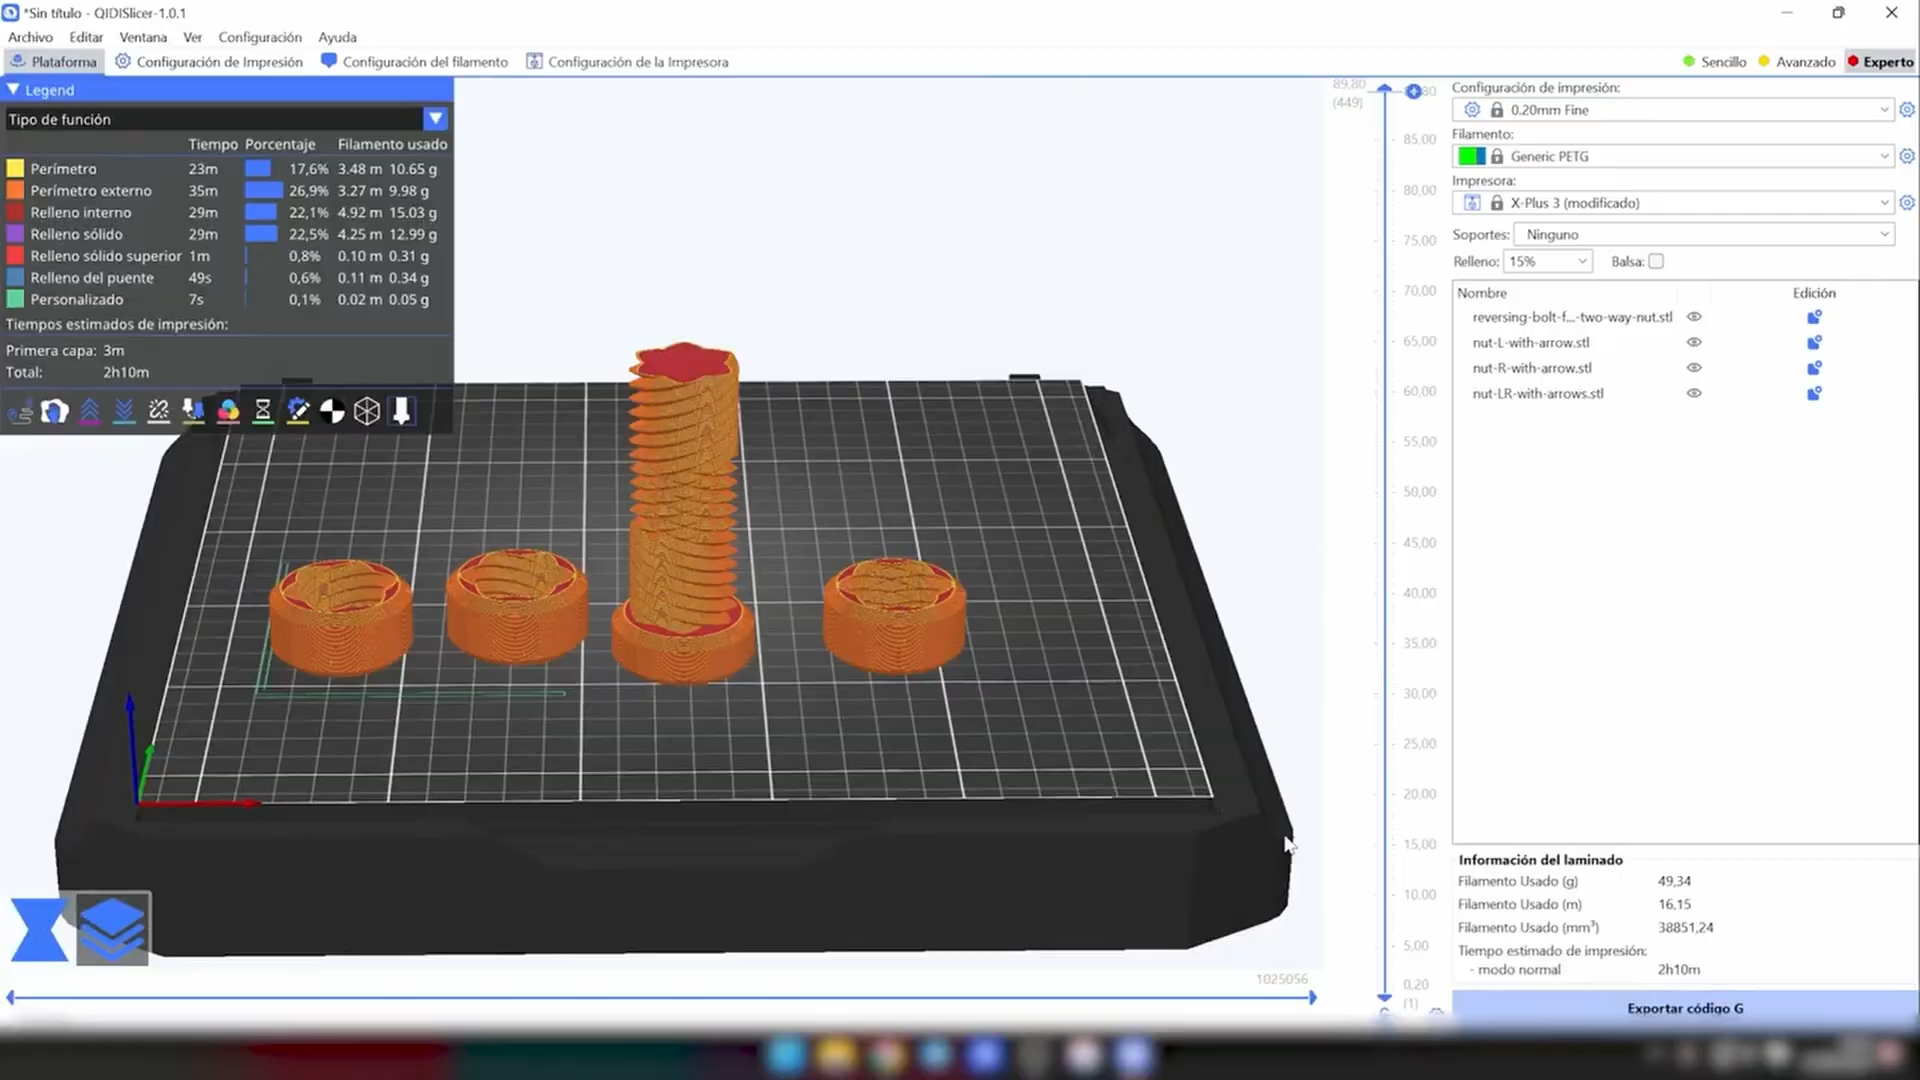 *Sin título - QIDISlicer-1.0.1
Archivo Editar Ventana Ver Configuración Ayuda
Plataforma Configuración de Impresión Configuración del filamento Configuración de la Impresora Sencillo Avanzado Experto
Legend
Tipo de función
Tiempo Porcentaje Filamento usado
Perímetro 23m 17,6% 3.48 m 10.65 g
Perímetro externo 35m 26,9% 3.27 m 9.98 g
Relleno interno 29m 22,1% 4.92 m 15.03 g
Relleno sólido 29m 22,5% 4.25 m 12.99 g
Relleno sólido superior 1m 0,8% 0.10 m 0.31 g
Relleno del puente 49s 0,6% 0.11 m 0.34 g
Personalizado 7s 0,1% 0.02 m 0.05 g
Tiempos estimados de impresión:
Primera capa: 3m
Total: 2h10m
89,80
(449)
85,00
80,00
75,00
70,00
65,00
60,00
55,00
50,00
45,00
40,00
35,00
30,00
25,00
20,00
15,00
10,00
5,00
0.20
(1)
1025056
Configuración de impresión:
0.20mm Fine
Filamento:
Generic PETG
Impresora:
X-Plus 3 (modificado)
Soportes: Ninguno
Relleno: 15% Balsa:
Nombre Edición
reversing-bolt-f...-two-way-nut.stl
nut-L-with-arrow.stl
nut-R-with-arrow.stl
nut-LR-with-arrows.stl
Información del laminado
Filamento Usado (g) 49,34
Filamento Usado (m) 16,15
Filamento Usado (mm³) 38851,24
Tiempo estimado de impresión:
- modo normal 2h10m
Exportar código G